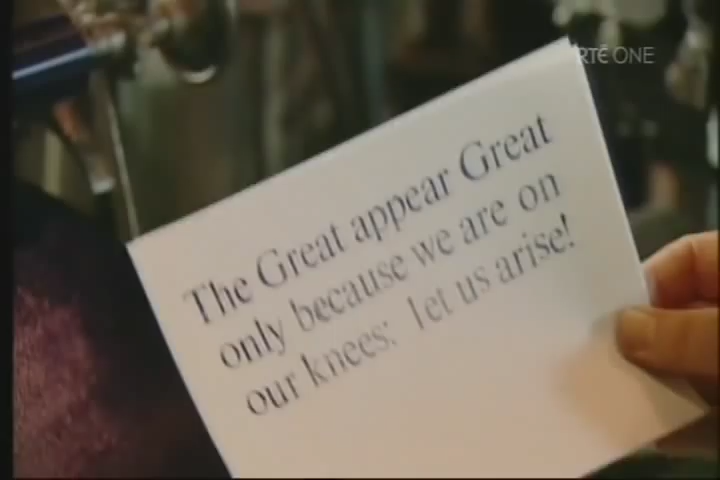 RTÉ ONE
The Great appear Great
only because we are on
our knees: let us arise!